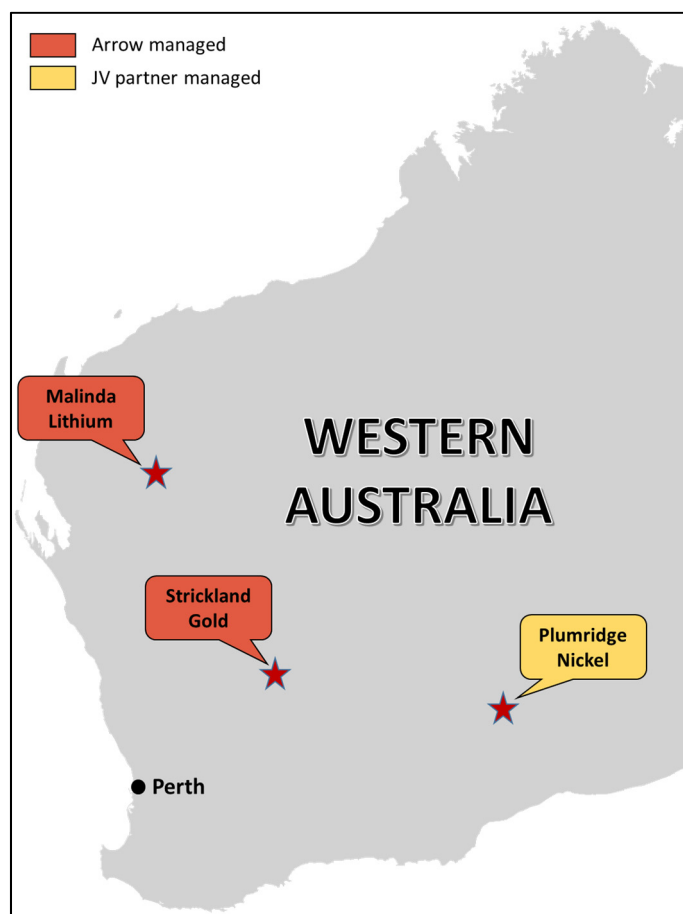 Arrow managed
JV partner managed
Malinda
Lithium
WESTERN
AUSTRALIA
Strickland
Gold
Plumridge
Nickel
Perth